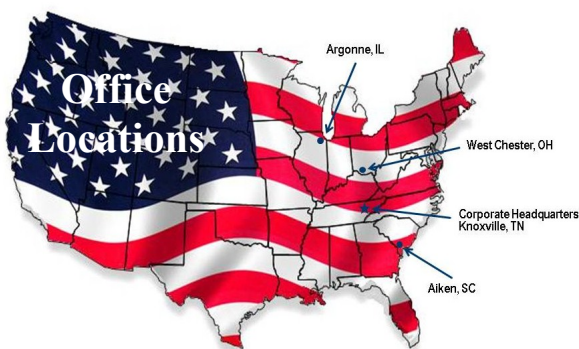 Office
Locations
Argonne, IL
West Chester, OH
Corporate Headquarters
Knoxville, TN
Aiken, SC